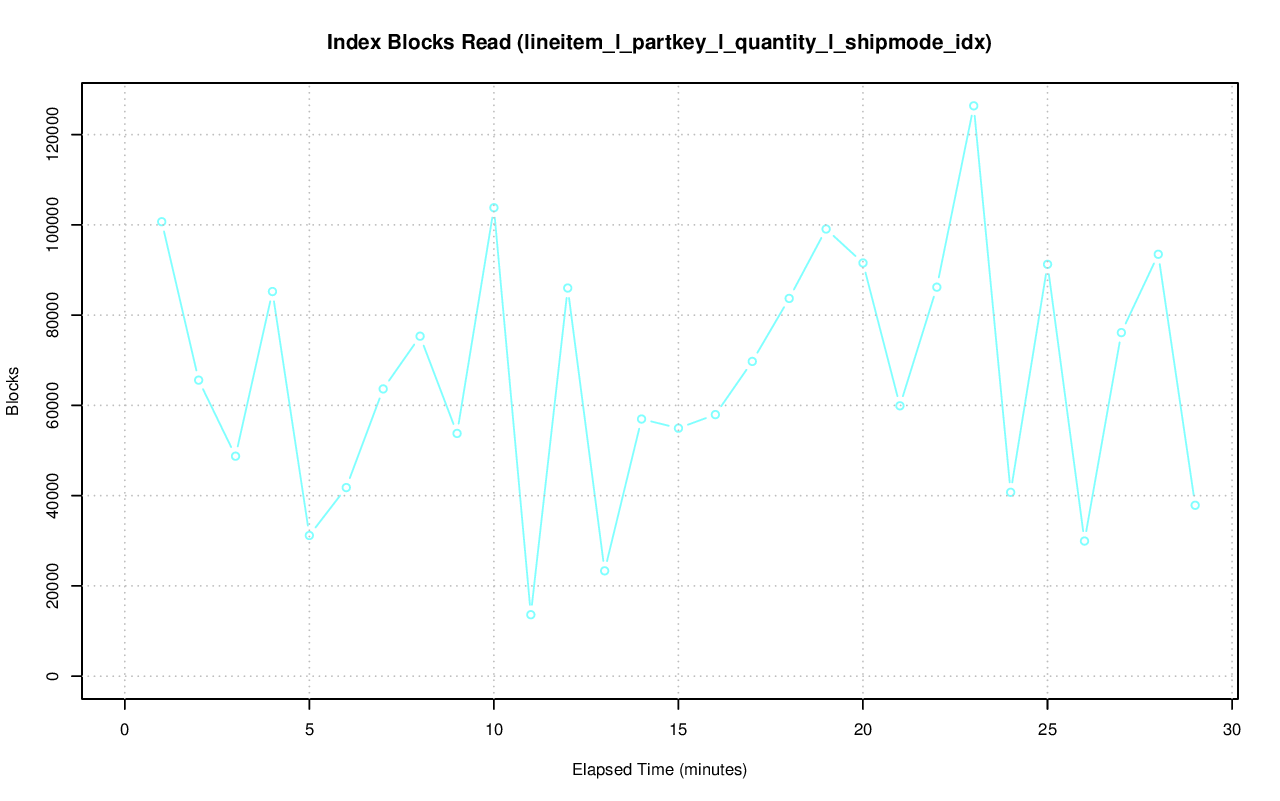 Index Blocks Read (lineitem_l_partkey_l_quantity_l_shipmode_idx)
120000
100000
80000
60000
40000
20000
0
Blocks
0 5 10 15 20 25 30
Elapsed Time (minutes)